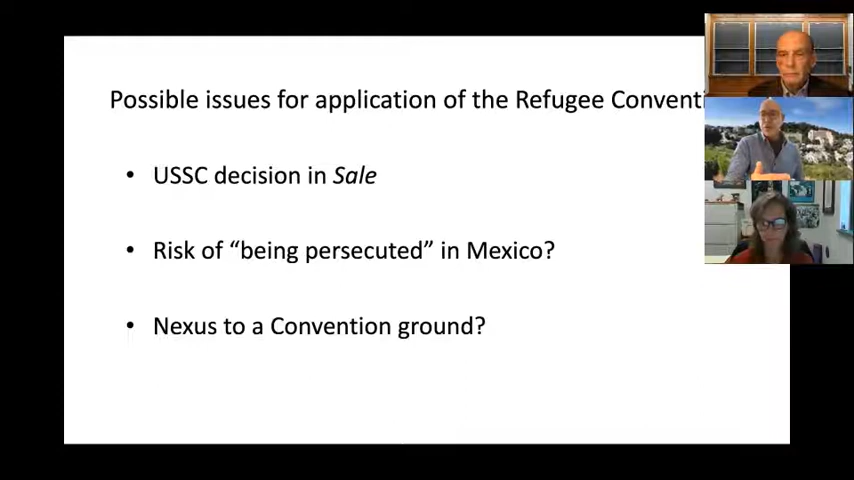 Possible issues for application of the Refugee Conventi
• USSC decision in Sale
• Risk of “being persecuted” in Mexico?
• Nexus to a Convention ground?